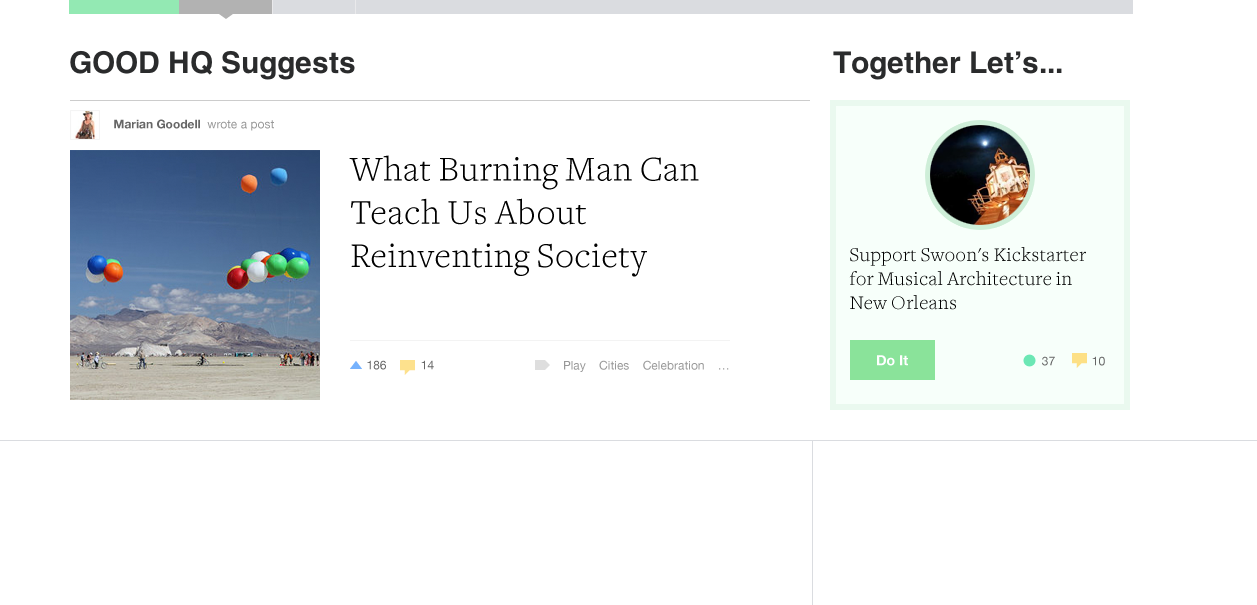 GOOD HQ Suggests
Marian Goodell wrote a post
What Burning Man Can
Teach Us About
Reinventing Society
186 14 Play Cities Celebration ...
Together Let’s...
Support Swoon’s Kickstarter
for Musical Architecture in
New Orleans
Do It 37 10